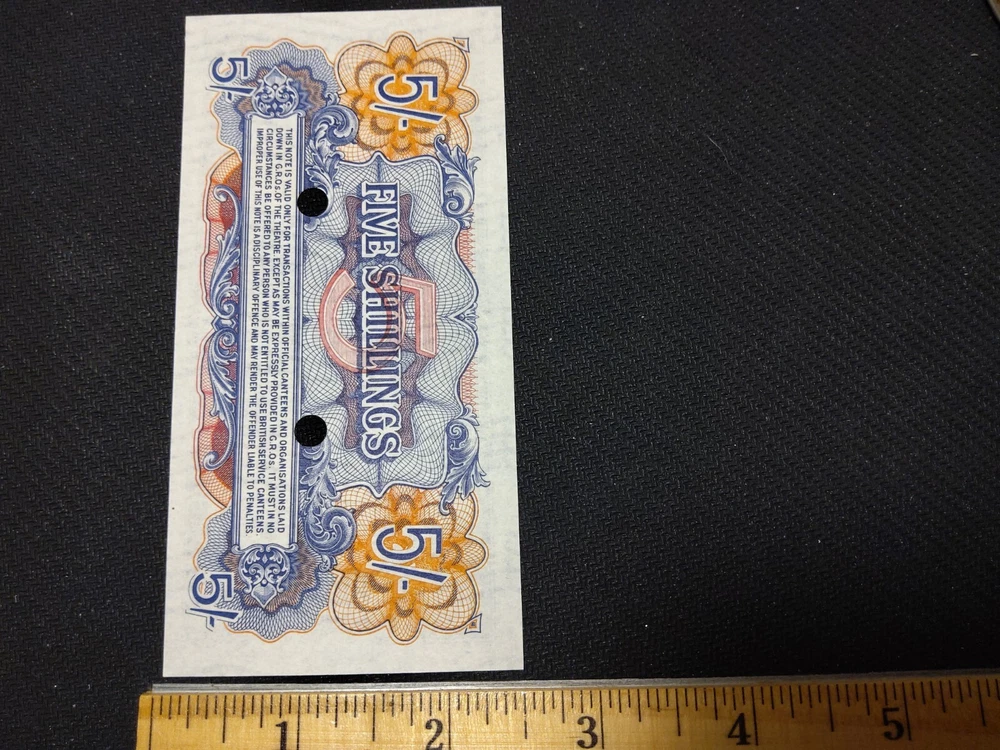 5/-
5/-
FIVE SHILLINGS
5
THIS NOTE IS VALID ONLY FOR TRANSACTIONS WITHIN OFFICIAL CANTEENS AND ORGANISATIONS LAID
DOWN IN G.R.Os. OF THE THEATRE. EXCEPT AS MAY BE EXPRESSLY PROVIDED IN G.R.Os. IT MUST IN NO
CIRCUMSTANCES BE OFFERED TO ANY PERSON WHO IS NOT ENTITLED TO USE BRITISH SERVICE CANTEENS.
IMPROPER USE OF THIS NOTE IS A DISCIPLINARY OFFENCE AND MAY RENDER THE OFFENDER LIABLE TO PENALTIES.
5/-
5/-
1 2 3 4 5